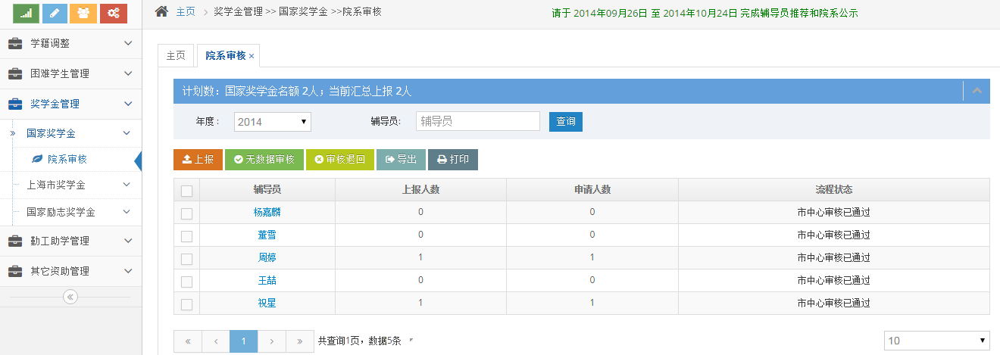 主页 奖学金管理 >> 国家奖学金 >>院系审核 请于 2014年09月26日 至 2014年10月24日 完成辅导员推荐和院系公示
学籍调整
困难学生管理
奖学金管理
国家奖学金
院系审核
上海市奖学金
国家励志奖学金
勤工助学管理
其它资助管理
主页 院系审核 ×
计划数：国家奖学金名额 2人；当前汇总上报 2人
年度： 2014 辅导员: 辅导员 查询
上报 无数据审核 审核退回 导出 打印
辅导员 上报人数 申请人数 流程状态
杨嘉麟 0 0 市中心审核已通过
董雪 0 0 市中心审核已通过
周婷 1 1 市中心审核已通过
王喆 0 0 市中心审核已通过
祝星 1 1 市中心审核已通过
« ‹ 1 › » 共查询1页，数据5条 10